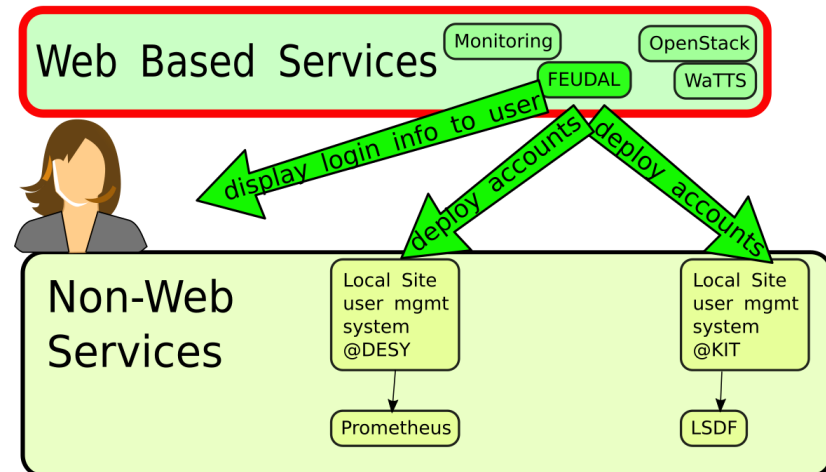 Web Based Services
Monitoring
OpenStack
FEUDAL
WaTTS
display login info to user
deploy accounts
deploy accounts
Non-Web
Services
Local Site
user mgmt
system
@DESY
Local Site
user mgmt
system
@KIT
Prometheus
LSDF